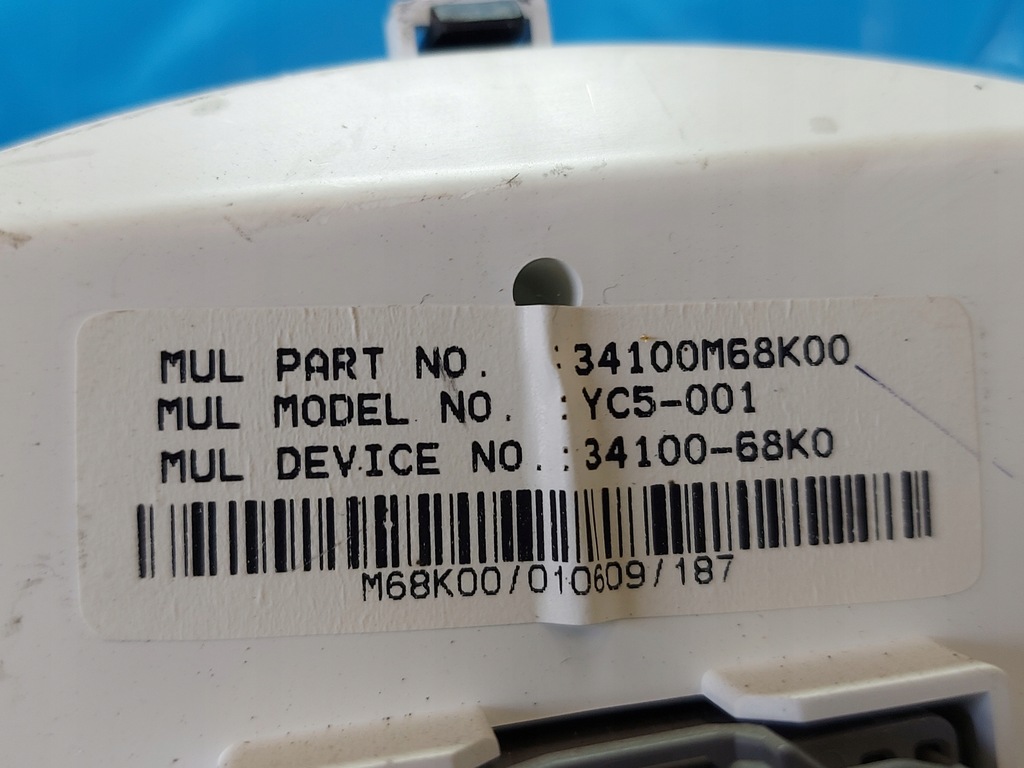 MUL PART NO. :34100M68K00
MUL MODEL NO. :YC5-001
MUL DEVICE NO.:34100-68K0
M68K00/010609/187